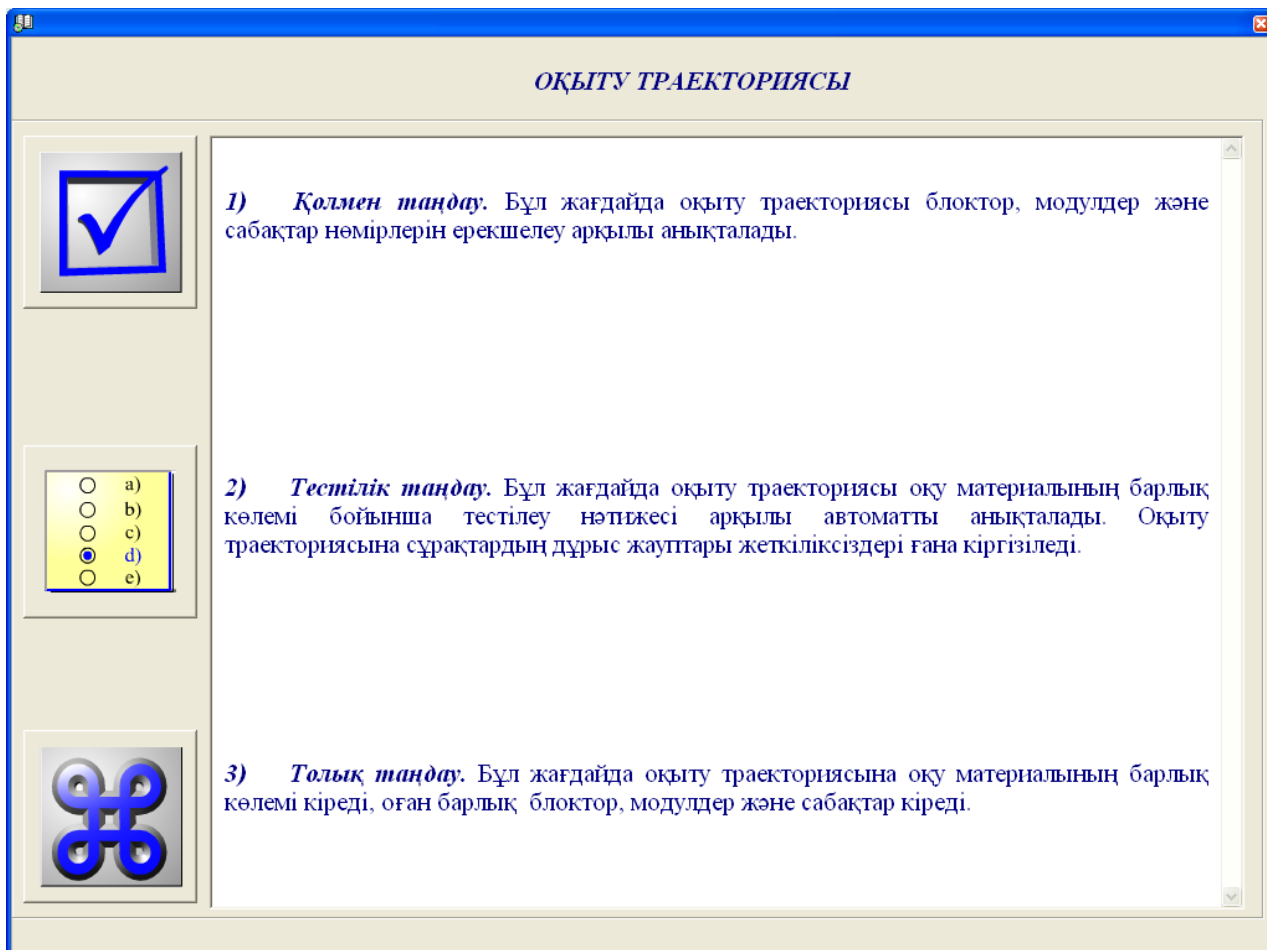 ОҚЫТУ ТРАЕКТОРИЯСЫ
1) Қолмен таңдау. Бұл жағдайда оқыту траекториясы блоктор, модулдер және
сабақтар нөмірлерін ерекшелеу арқылы анықталады.
a)
b)
c)
d)
e)
2) Тестілік таңдау. Бұл жағдайда оқыту траекториясы оқу материалының барлық
көлемі бойынша тестілеу нәтижесі арқылы автоматты анықталады. Оқыту
траекториясына сұрақтардың дұрыс жауптары жеткіліксіздері ғана кіргізіледі.
3) Толық таңдау. Бұл жағдайда оқыту траекториясына оқу материалының барлық
көлемі кіреді, оған барлық блоктор, модулдер және сабақтар кіреді.